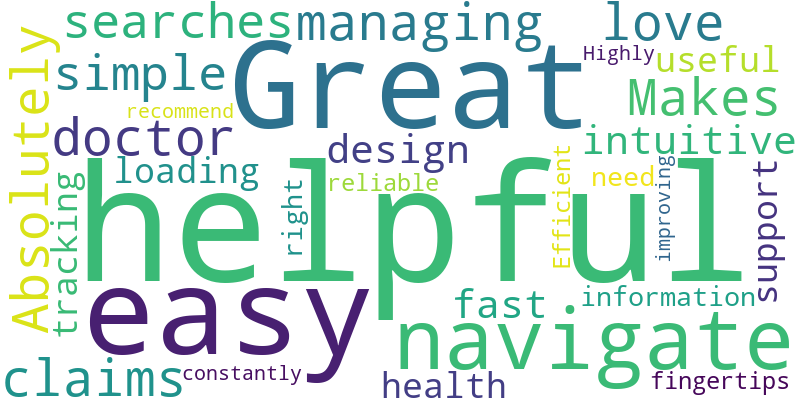 searches
managing
love
Highly
useful
simple
Great
Makes
Absolutely
recommend
doctor
design
intuitive
loading
reliable
Efficient
need
improving
support
tracking
right
helpful
easy
fast
information
navigate
claims
constantly
health
fingertips